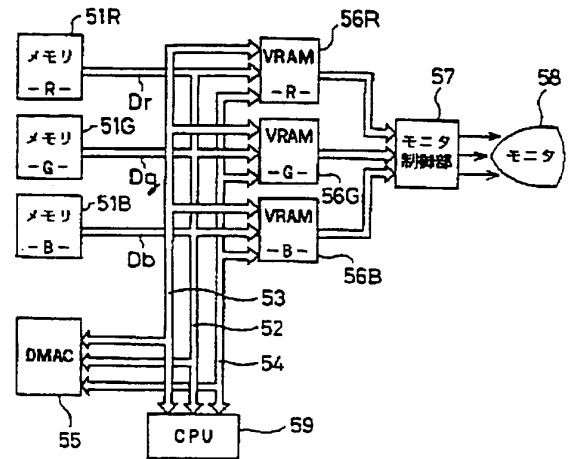 51R
メモリ
-R-
Dr
51G
メモリ
-G-
Dg
51B
メモリ
-B-
Db
56R
VRAM
-R-
VRAM
-G-
56G
VRAM
-B-
56B
57
モニタ
制御部
58
モニタ
53
52
54
DMAC
55
CPU
59